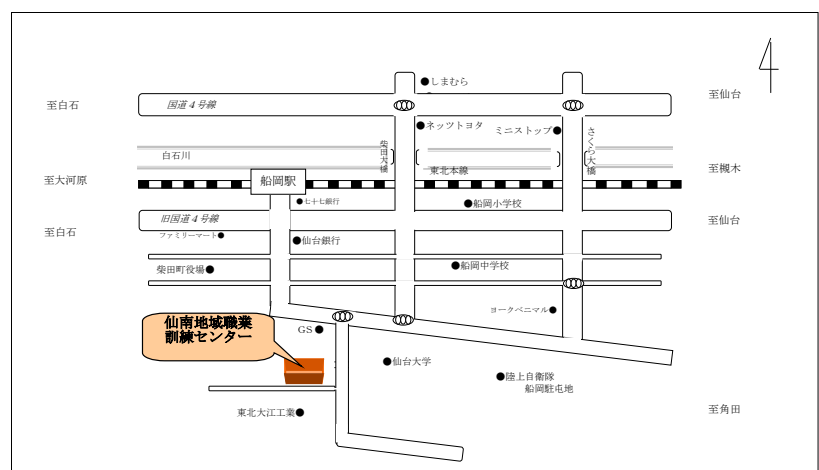 しまむら
至仙台
至白石
国道４号線
ネッツトヨタ
ミニストップ
さくら大橋
柴田大橋
白石川
東北本線
至槻木
至大河原
船岡駅
七十七銀行
船岡小学校
旧国道４号線
至仙台
至白石
ファミリーマート
仙台銀行
柴田町役場
船岡中学校
ヨークベニマル
仙南地域職業
訓練センター
GS
仙台大学
陸上自衛隊
船岡駐屯地
東北大江工業
至角田